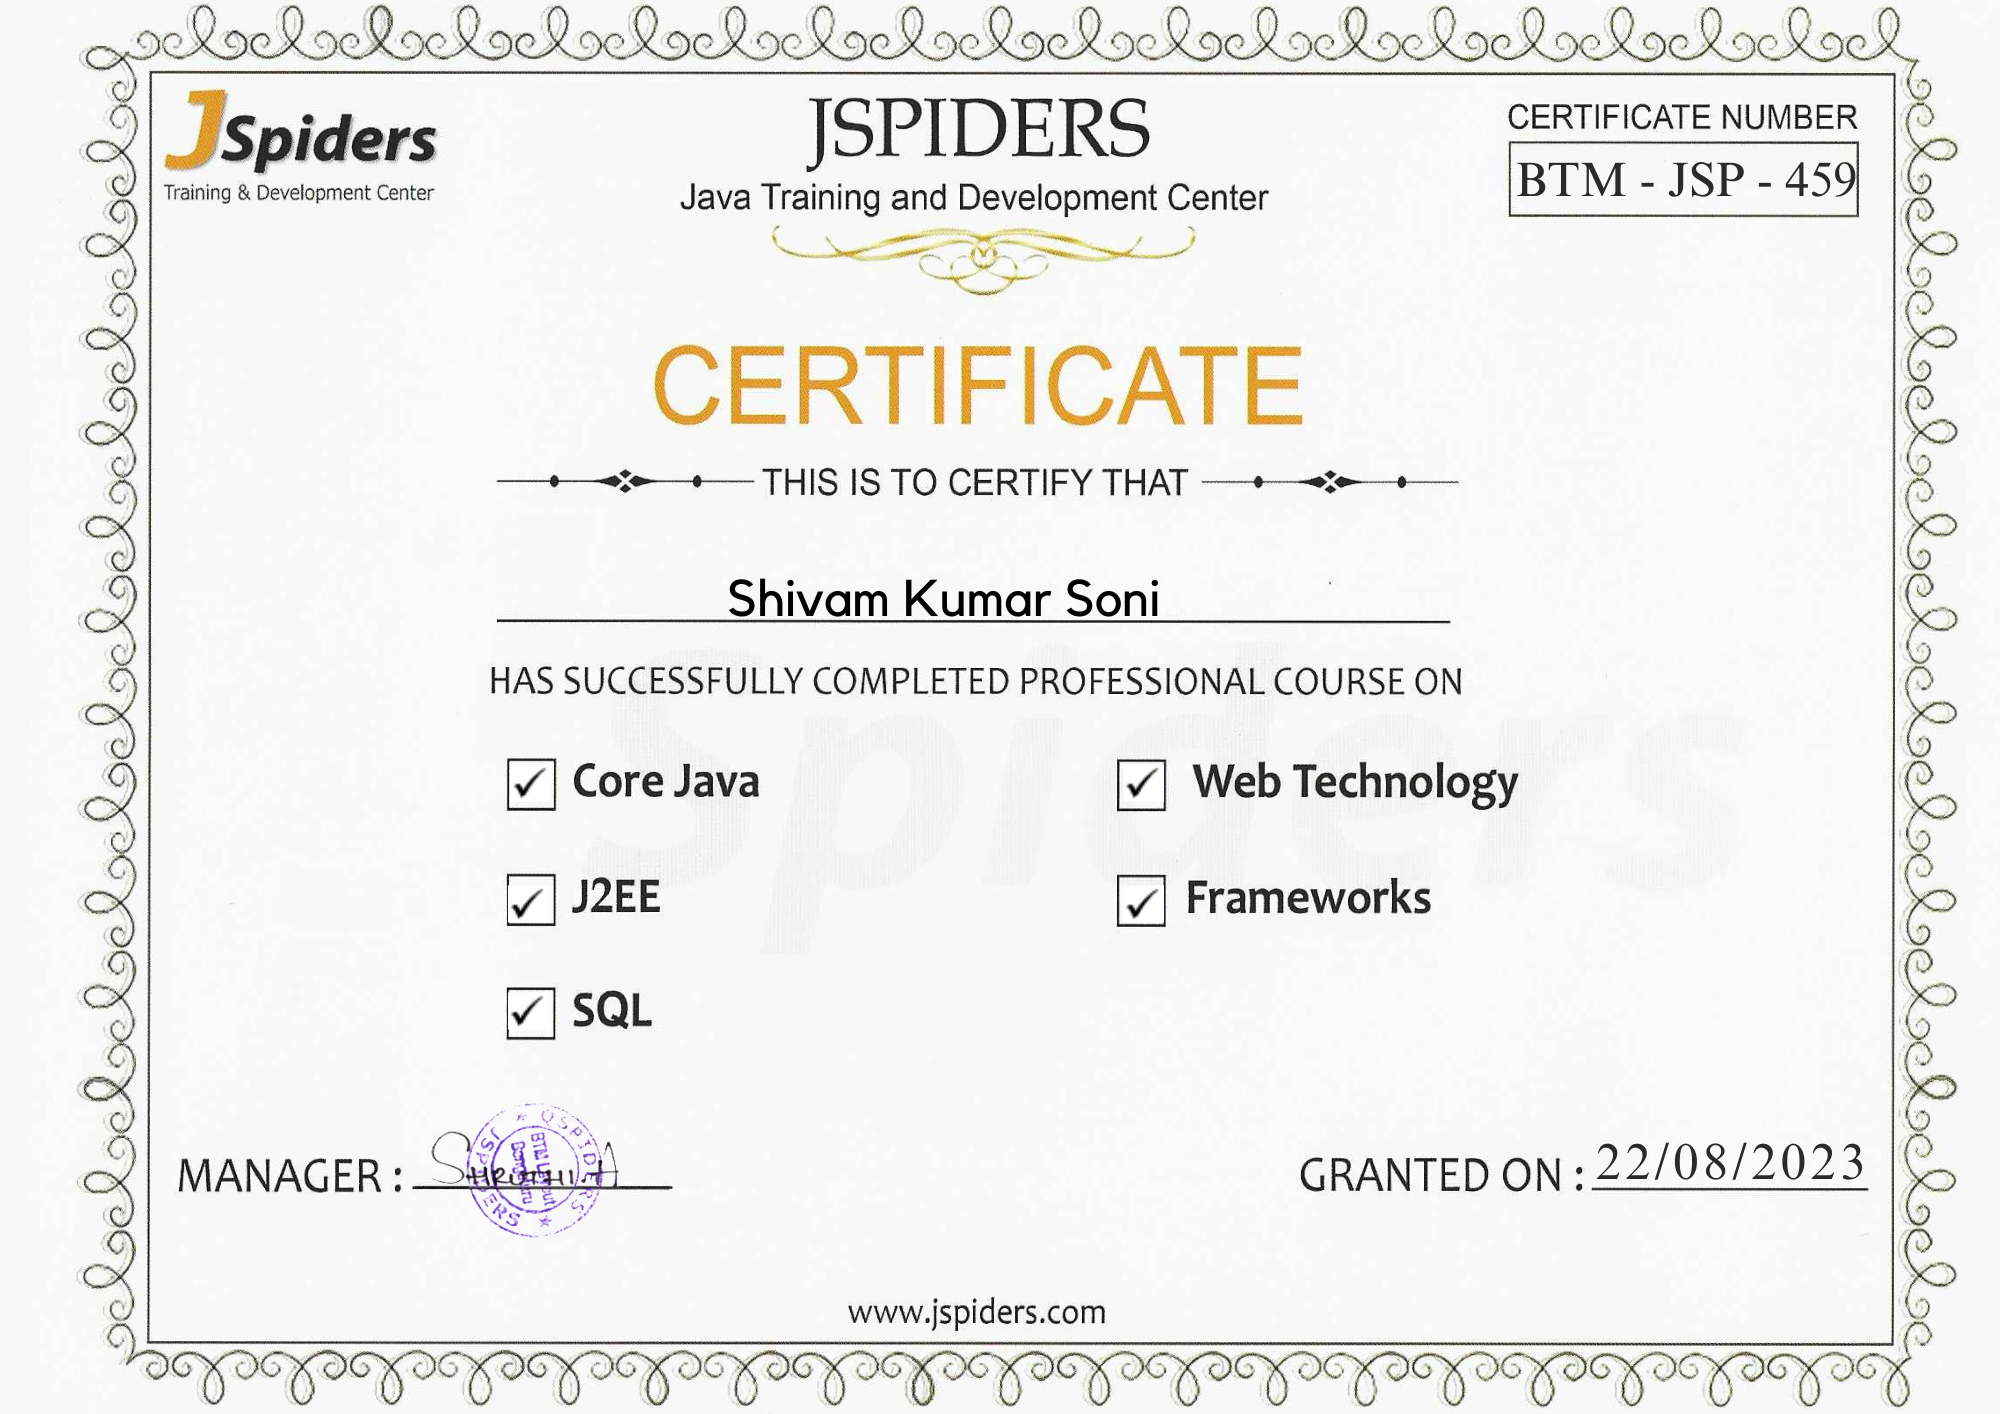 JSpiders
Training & Development Center
JSPIDERS
Java Training and Development Center
CERTIFICATE NUMBER
BTM - JSP - 459
CERTIFICATE
THIS IS TO CERTIFY THAT
Shivam Kumar Soni
HAS SUCCESSFULLY COMPLETED PROFESSIONAL COURSE ON
Spiders
Core Java
Web Technology
J2EE
Frameworks
SQL
MANAGER :
SHRUTHI A
QSPIDERS
JSPIDERS
BTM Layout
Bengaluru
GRANTED ON : 22/08/2023
www.jspiders.com